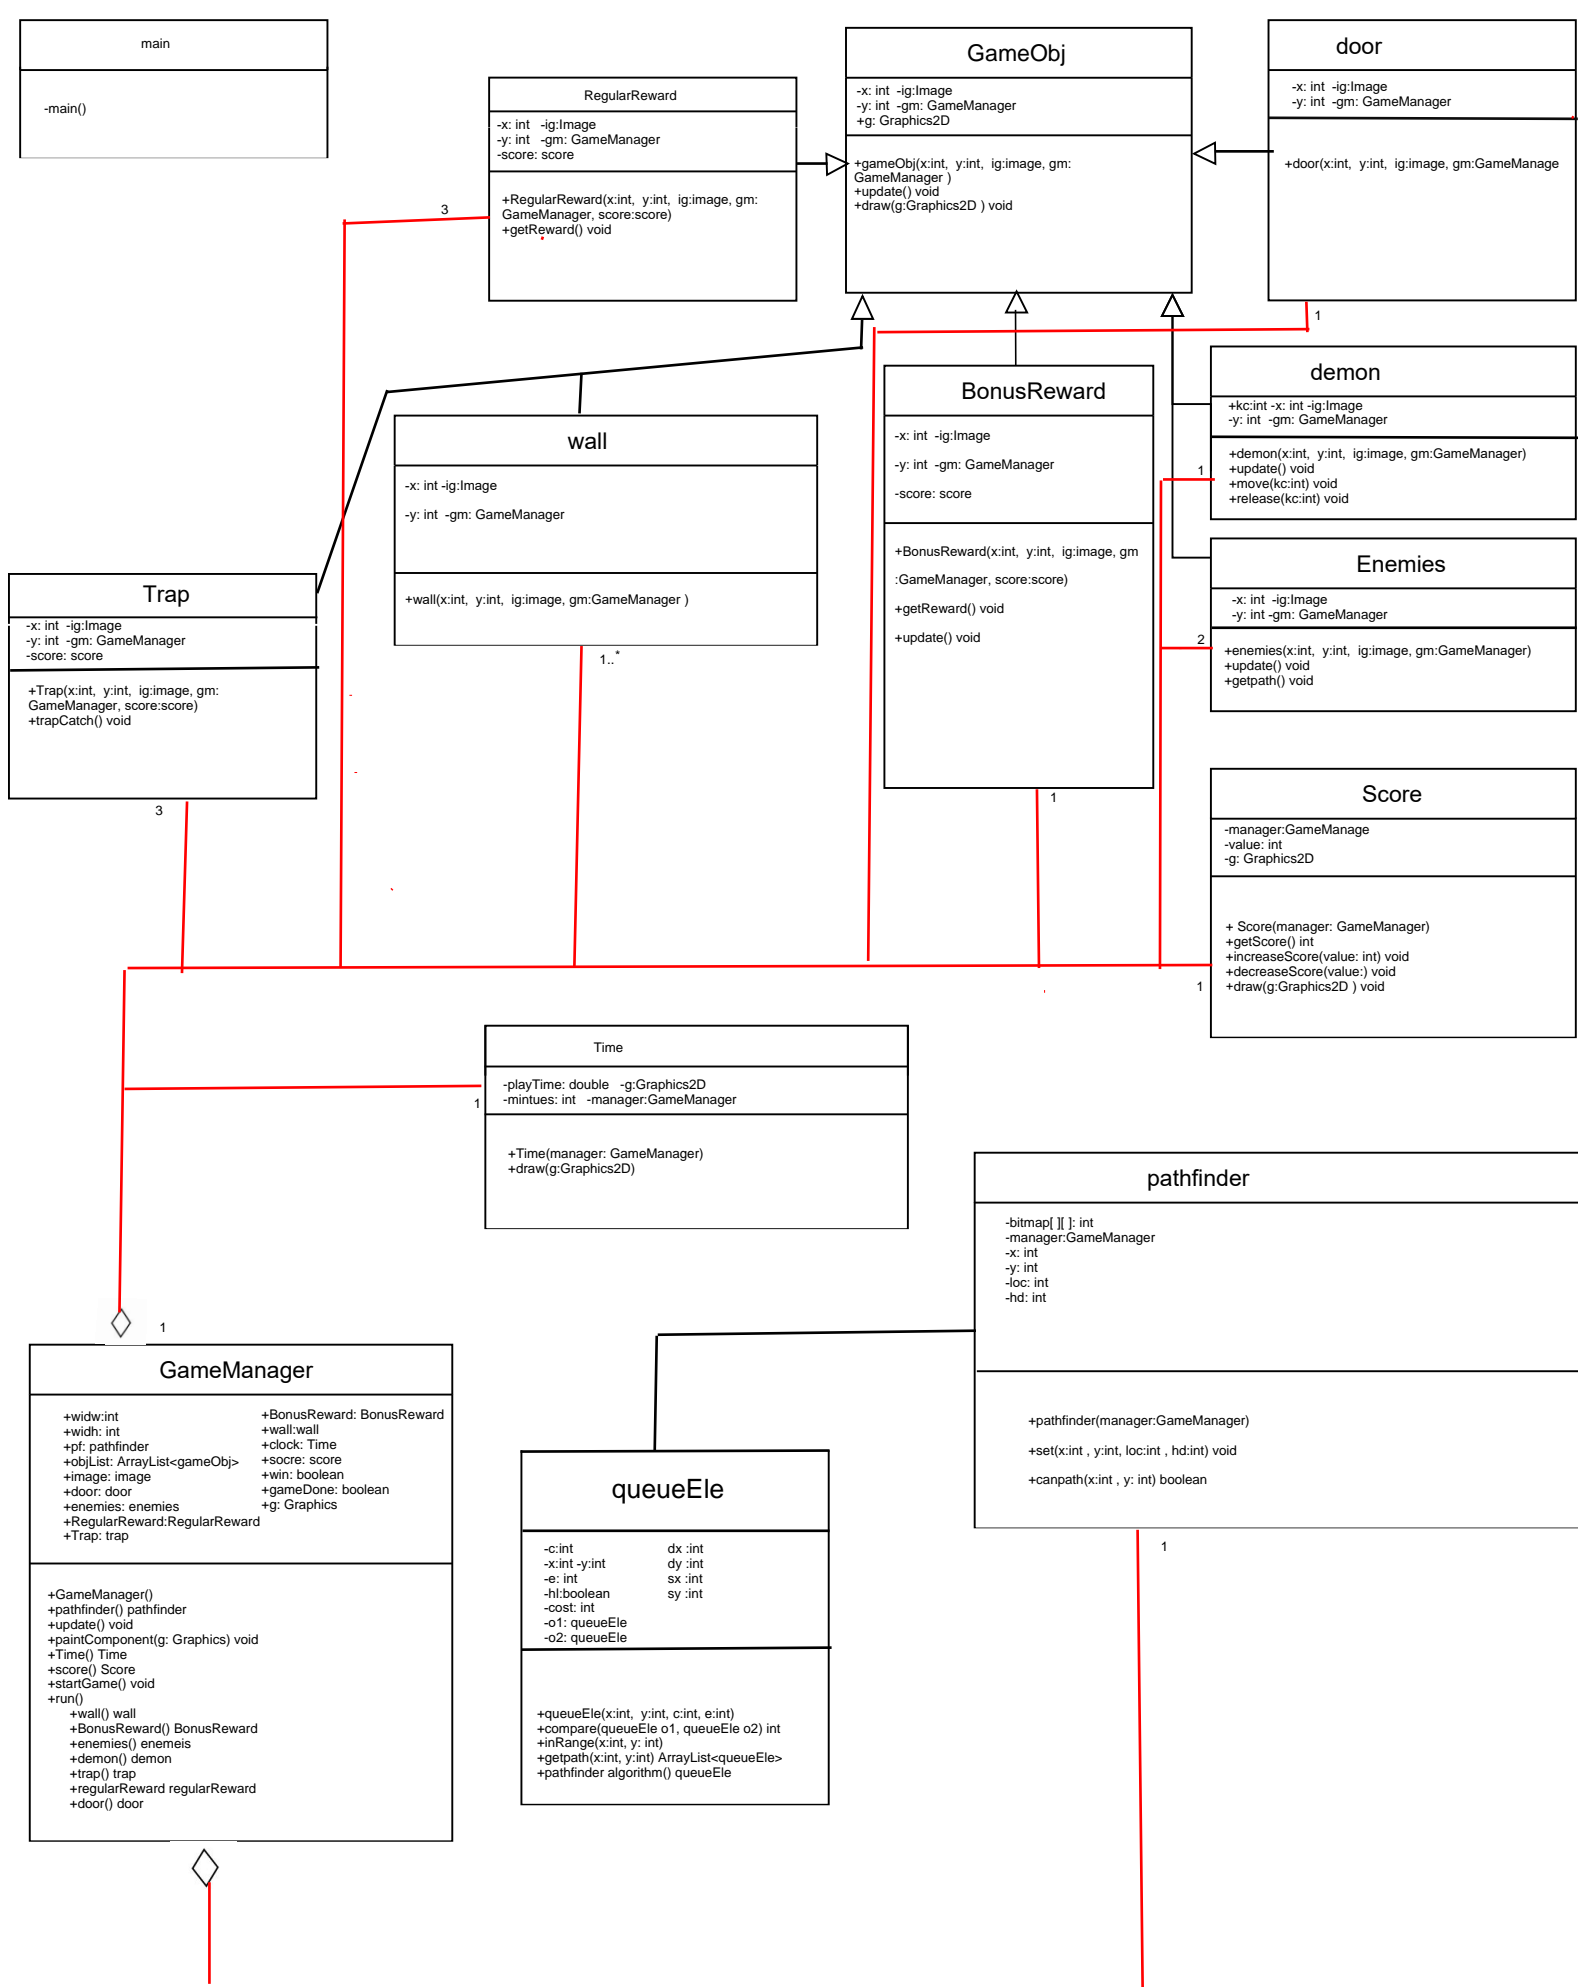 main
-main()
RegularReward
-x: int   -ig:Image
-y: int   -gm: GameManager
-score: score
+RegularReward(x:int,  y:int,  ig:image, gm:
GameManager, score:score)
+getReward() void
3
GameObj
-x: int  -ig:Image
-y: int  -gm: GameManager
+g: Graphics2D
+gameObj(x:int,  y:int,  ig:image, gm:
GameManager )
+update() void
+draw(g:Graphics2D ) void
door
-x: int  -ig:Image
-y: int  -gm: GameManager
+door(x:int,  y:int,  ig:image, gm:GameManage
1
demon
+kc:int -x: int -ig:Image
-y: int  -gm: GameManager
+demon(x:int,  y:int,  ig:image, gm:GameManager)
+update() void
+move(kc:int) void
+release(kc:int) void
1
BonusReward
-x: int  -ig:Image
-y: int  -gm: GameManager
-score: score
+BonusReward(x:int,  y:int,  ig:image, gm
:GameManager, score:score)
+getReward() void
+update() void
1
wall
-x: int -ig:Image
-y: int  -gm: GameManager
+wall(x:int,  y:int,  ig:image, gm:GameManager )
1..*
Enemies
-x: int  -ig:Image
-y: int -gm: GameManager
+enemies(x:int,  y:int,  ig:image, gm:GameManager)
+update() void
+getpath() void
2
Trap
-x: int  -ig:Image
-y: int  -gm: GameManager
-score: score
+Trap(x:int,  y:int,  ig:image, gm:
GameManager, score:score)
+trapCatch() void
3
Score
-manager:GameManage
-value: int
-g: Graphics2D
+ Score(manager: GameManager)
+getScore() int
+increaseScore(value: int) void
+decreaseScore(value:) void
+draw(g:Graphics2D ) void
1
Time
-playTime: double   -g:Graphics2D
-mintues: int   -manager:GameManager
+Time(manager: GameManager)
+draw(g:Graphics2D)
1
pathfinder
-bitmap[ ][ ]: int
-manager:GameManager
-x: int
-y: int
-loc: int
-hd: int
+pathfinder(manager:GameManager)
+set(x:int , y:int, loc:int , hd:int) void
+canpath(x:int , y: int) boolean
1
1
GameManager
+widw:int
+widh: int
+pf: pathfinder
+objList: ArrayList<gameObj>
+image: image
+door: door
+enemies: enemies
+RegularReward:RegularReward
+Trap: trap
+BonusReward: BonusReward
+wall:wall
+clock: Time
+socre: score
+win: boolean
+gameDone: boolean
+g: Graphics
+GameManager()
+pathfinder() pathfinder
+update() void
+paintComponent(g: Graphics) void
+Time() Time
+score() Score
+startGame() void
+run()
+wall() wall
+BonusReward() BonusReward
+enemies() enemeis
+demon() demon
+trap() trap
+regularReward regularReward
+door() door
queueEle
-c:int
-x:int -y:int
-e: int
-hl:boolean
-cost: int
-o1: queueEle
-o2: queueEle
dx :int
dy :int
sx :int
sy :int
+queueEle(x:int,  y:int, c:int, e:int)
+compare(queueEle o1, queueEle o2) int
+inRange(x:int, y: int)
+getpath(x:int, y:int) ArrayList<queueEle>
+pathfinder algorithm() queueEle